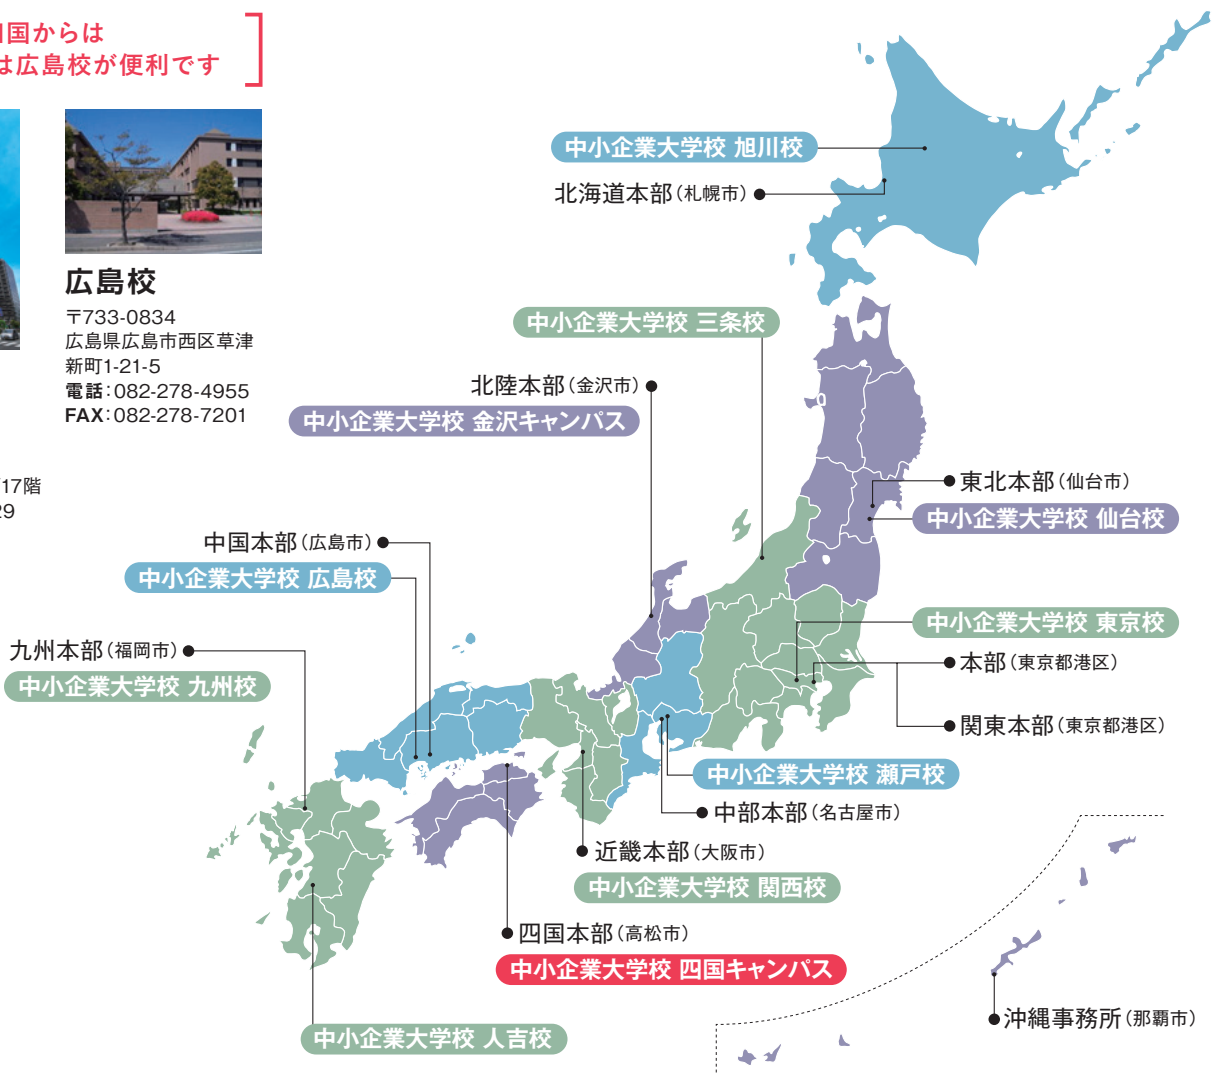 国からは
は広島校が便利です
広島校
〒733-0834
広島県広島市西区草津
新町1-21-5
電話：082-278-4955
FAX：082-278-7201
17階
29
中小企業大学校 旭川校
北海道本部（札幌市）
中小企業大学校 三条校
北陸本部（金沢市）
中小企業大学校 金沢キャンパス
東北本部（仙台市）
中小企業大学校 仙台校
中国本部（広島市）
中小企業大学校 広島校
中小企業大学校 東京校
九州本部（福岡市）
中小企業大学校 九州校
本部（東京都港区）
関東本部（東京都港区）
中小企業大学校 瀬戸校
中部本部（名古屋市）
近畿本部（大阪市）
中小企業大学校 関西校
四国本部（高松市）
中小企業大学校 四国キャンパス
沖縄事務所（那覇市）
中小企業大学校 人吉校